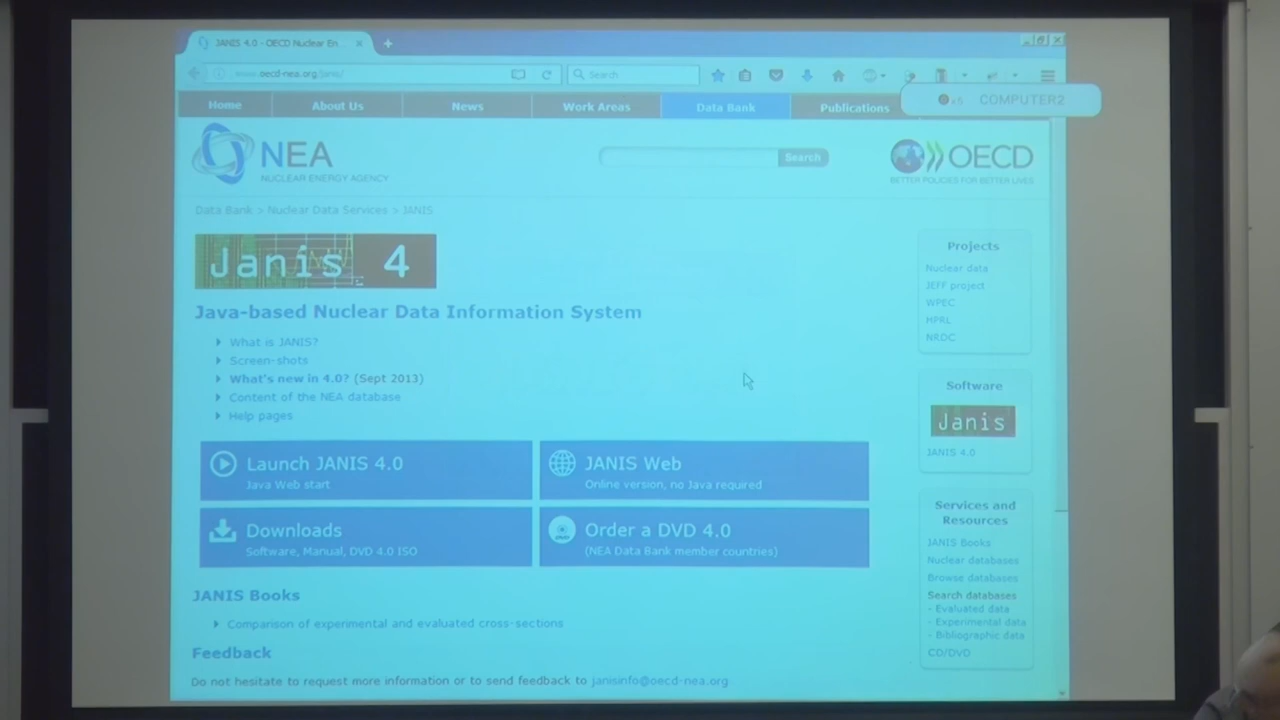 JANIS 4.0 - OECD Nuclear En...
www.oecd-nea.org/janis/
Search
Home
About Us
News
Work Areas
Data Bank
Publications
COMPUTER2
NEA
NUCLEAR ENERGY AGENCY
Search
OECD
BETTER POLICIES FOR BETTER LIVES
Data Bank > Nuclear Data Services > JANIS
Janis 4
Java-based Nuclear Data Information System
What is JANIS?
Screen-shots
What's new in 4.0? (Sept 2013)
Content of the NEA database
Help pages
Launch JANIS 4.0
Java Web start
JANIS Web
Online version, no Java required
Downloads
Software, Manual, DVD 4.0 ISO
Order a DVD 4.0
(NEA Data Bank member countries)
JANIS Books
Comparison of experimental and evaluated cross-sections
Feedback
Do not hesitate to request more information or to send feedback to janisinfo@oecd-nea.org
Projects
Nuclear data
JEFF project
WPEC
HPRL
NRDC
Software
Janis
JANIS 4.0
Services and
Resources
JANIS Books
Nuclear databases
Browse databases
Search databases
- Evaluated data
- Experimental data
- Bibliographic data
CD/DVD